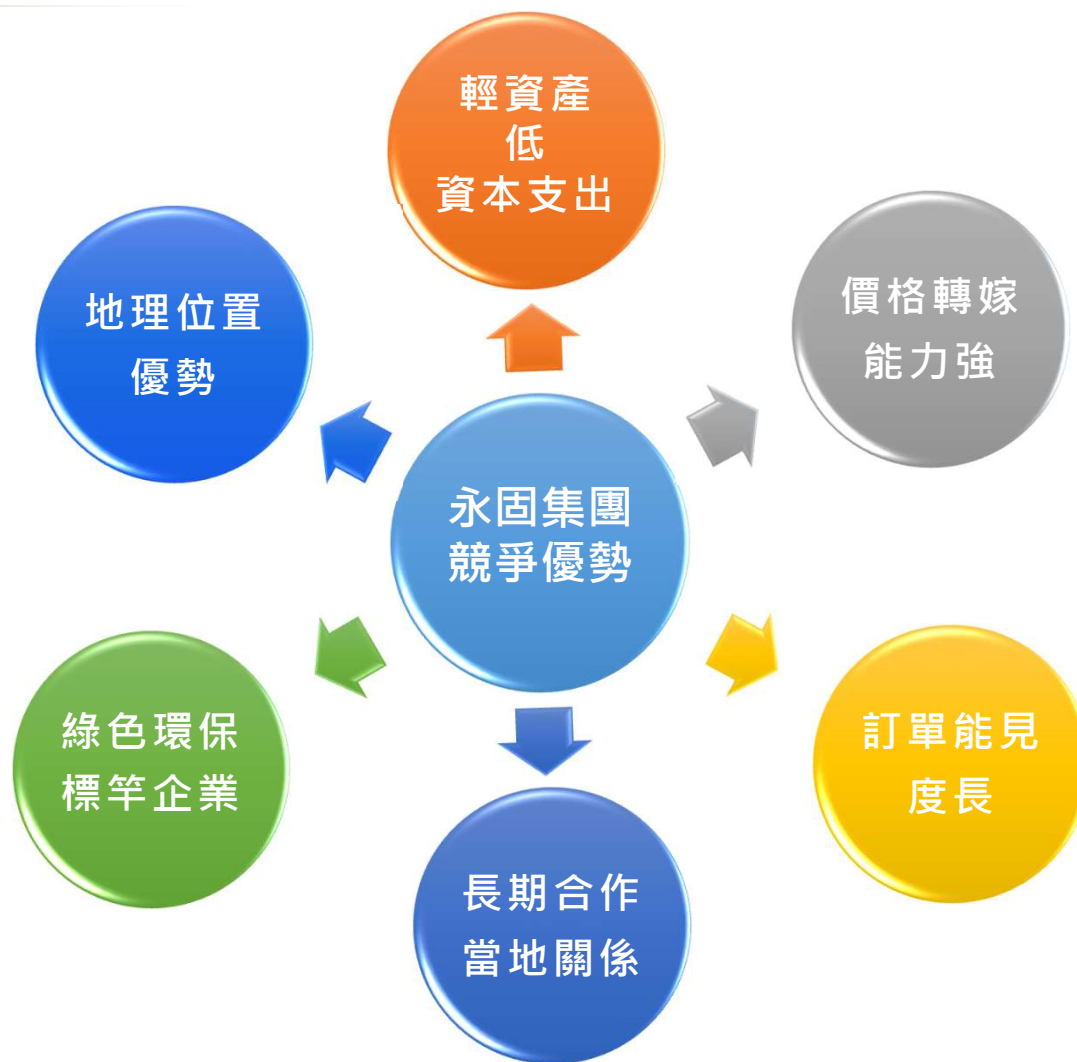 輕資產
低
資本支出
價格轉嫁
能力強
地理位置
優勢
永固集團
競爭優勢
綠色環保
標竿企業
訂單能見
度長
長期合作
當地關係